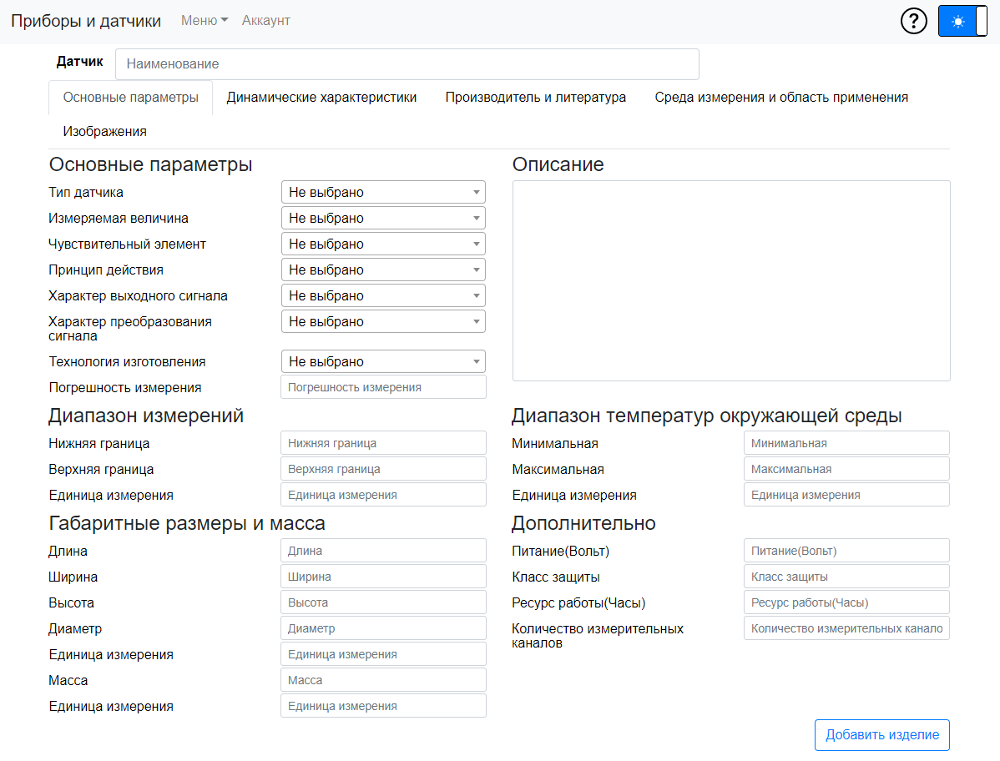 Приборы и датчики Меню Аккаунт ?
Датчик Наименование
Основные параметры Динамические характеристики Производитель и литература Среда измерения и область применения
Изображения
Основные параметры
Тип датчика Не выбрано
Измеряемая величина Не выбрано
Чувствительный элемент Не выбрано
Принцип действия Не выбрано
Характер выходного сигнала Не выбрано
Характер преобразования
сигнала
Не выбрано
Технология изготовления Не выбрано
Погрешность измерения Погрешность измерения
Описание
Диапазон измерений
Нижняя граница Нижняя граница
Верхняя граница Верхняя граница
Единица измерения Единица измерения
Диапазон температур окружающей среды
Минимальная Минимальная
Максимальная Максимальная
Единица измерения Единица измерения
Габаритные размеры и масса
Длина Длина
Ширина Ширина
Высота Высота
Диаметр Диаметр
Единица измерения Единица измерения
Масса Масса
Единица измерения Единица измерения
Дополнительно
Питание(Вольт) Питание(Вольт)
Класс защиты Класс защиты
Ресурс работы(Часы) Ресурс работы(Часы)
Количество измерительных
каналов
Количество измерительных канало
Добавить изделие